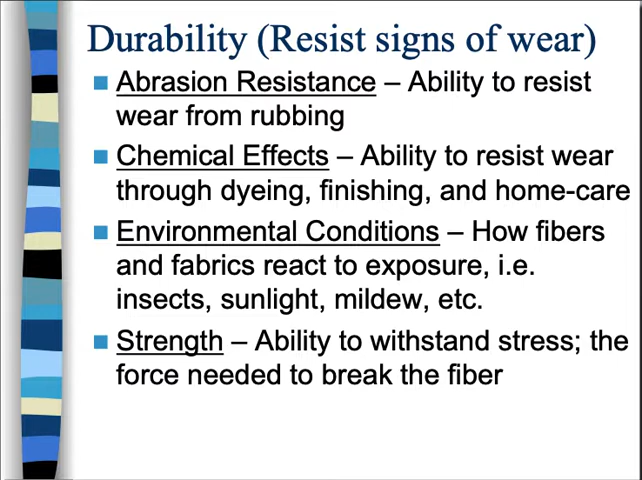 Durability (Resist signs of wear)
■ Abrasion Resistance – Ability to resist
wear from rubbing
■ Chemical Effects – Ability to resist wear
through dyeing, finishing, and home-care
■ Environmental Conditions – How fibers
and fabrics react to exposure, i.e.
insects, sunlight, mildew, etc.
■ Strength – Ability to withstand stress; the
force needed to break the fiber